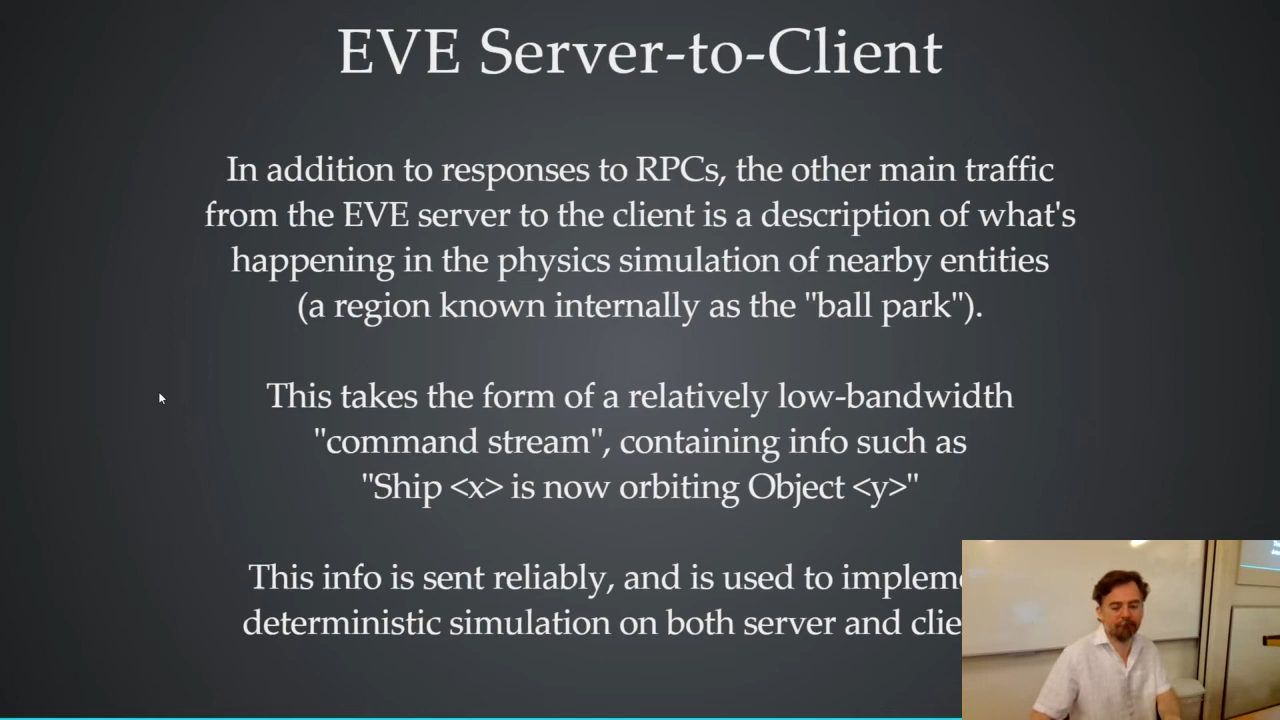 EVE Server-to-Client
In addition to responses to RPCs, the other main traffic
from the EVE server to the client is a description of what's
happening in the physics simulation of nearby entities
(a region known internally as the "ball park").
This takes the form of a relatively low-bandwidth
"command stream", containing info such as
"Ship <x> is now orbiting Object <y>"
This info is sent reliably, and is used to
deterministic simulation on both server and